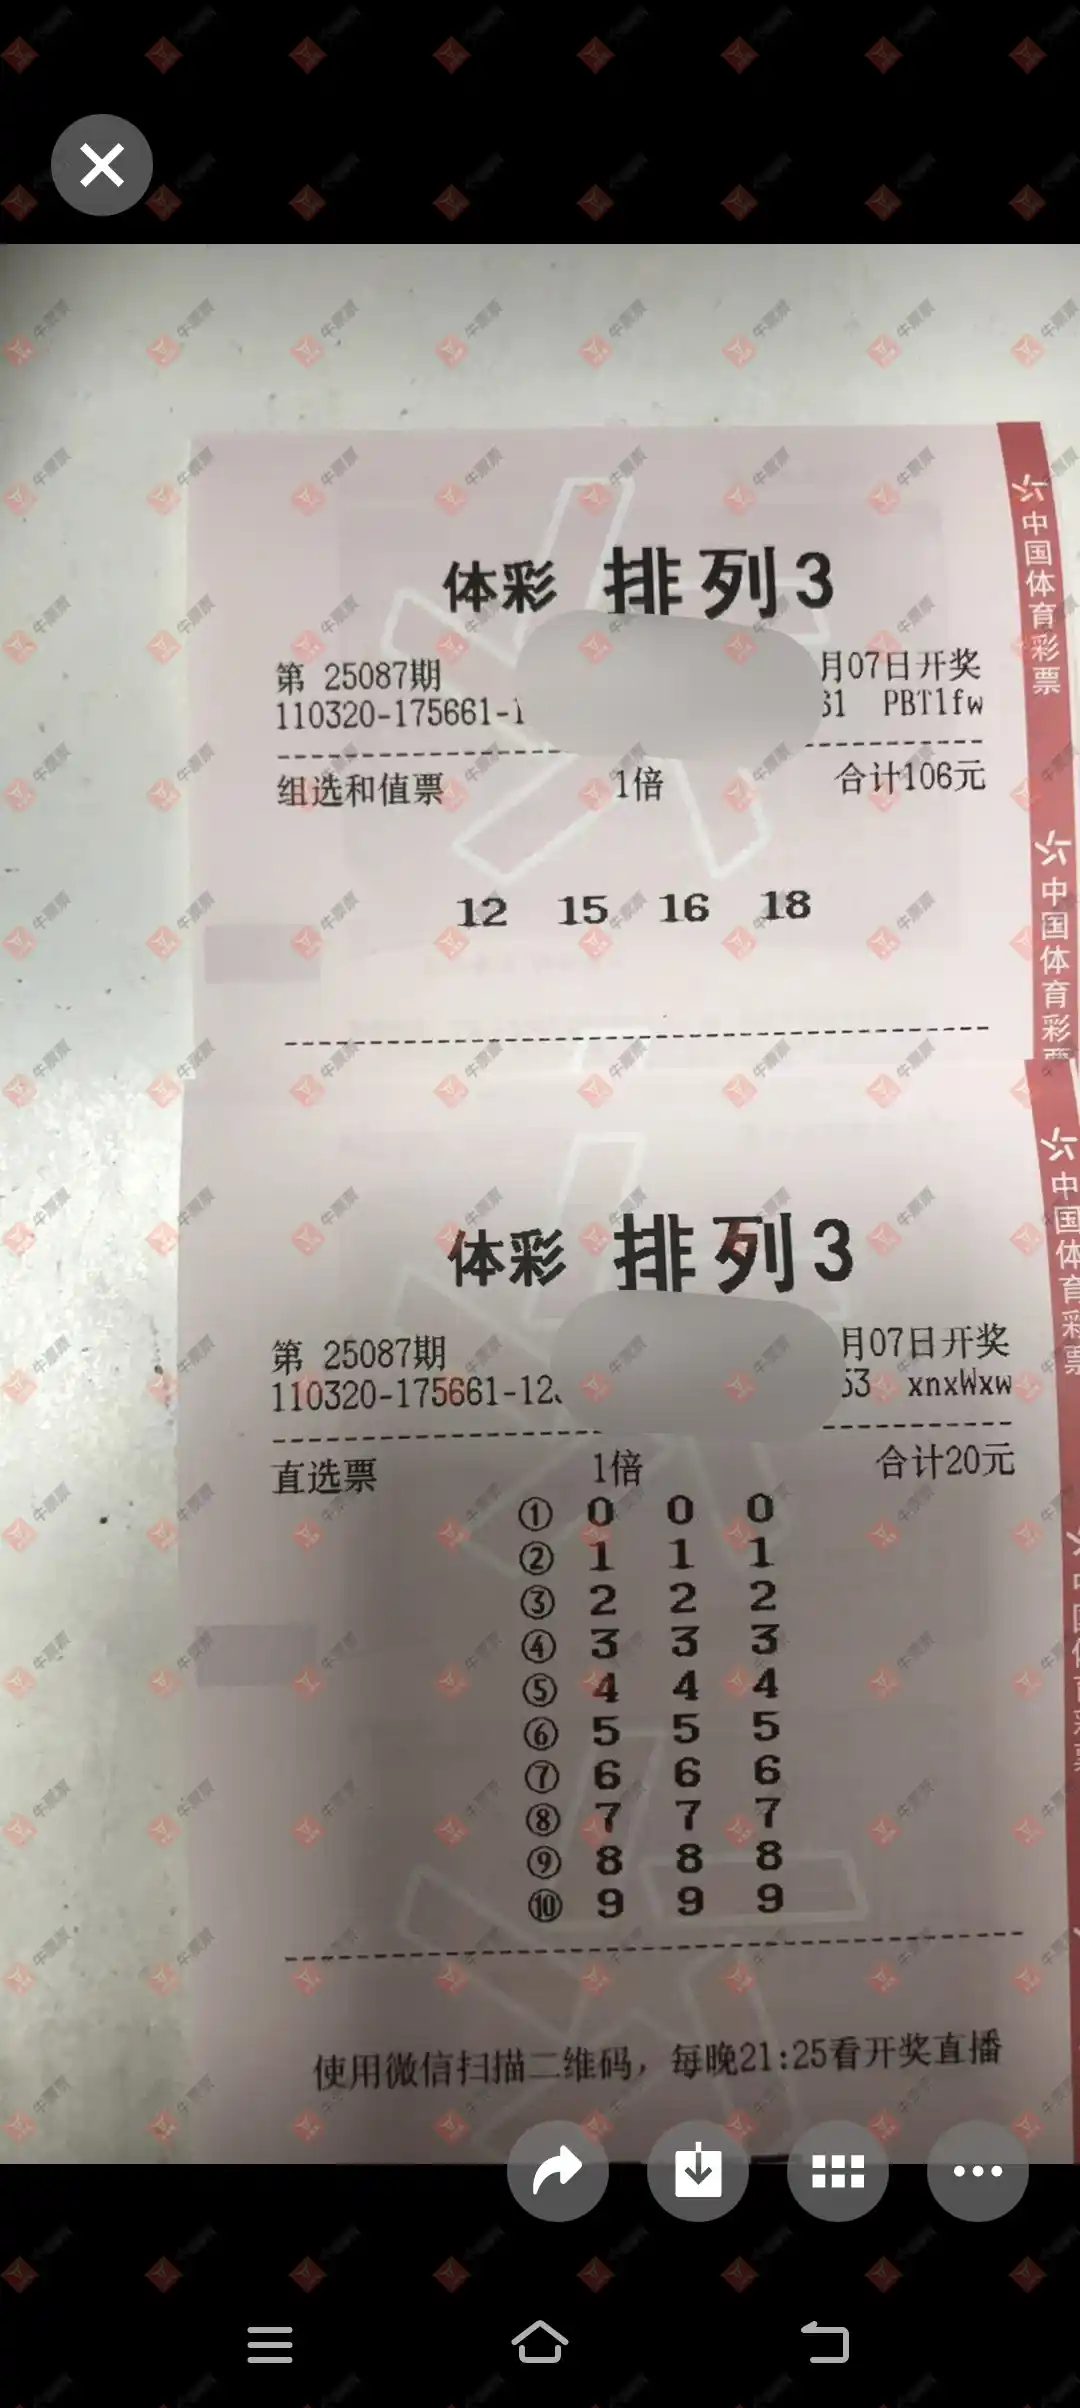 体彩 排列3
第 25087期 月07日开奖
110320-175661-1 61 PBT1fw
组选和值票 1倍 合计106元
12 15 16 18
体彩 排列3
第 25087期 月07日开奖
110320-175661-12 53 xnxWxw
直选票 1倍 合计20元
① 0 0 0
② 1 1 1
③ 2 2 2
④ 3 3 3
⑤ 4 4 4
⑥ 5 5 5
⑦ 6 6 6
⑧ 7 7 7
⑨ 8 8 8
⑩ 9 9 9
使用微信扫描二维码，每晚21:25看开奖直播
中国体育彩票
中国体育彩票
中国体育彩票
牛票票